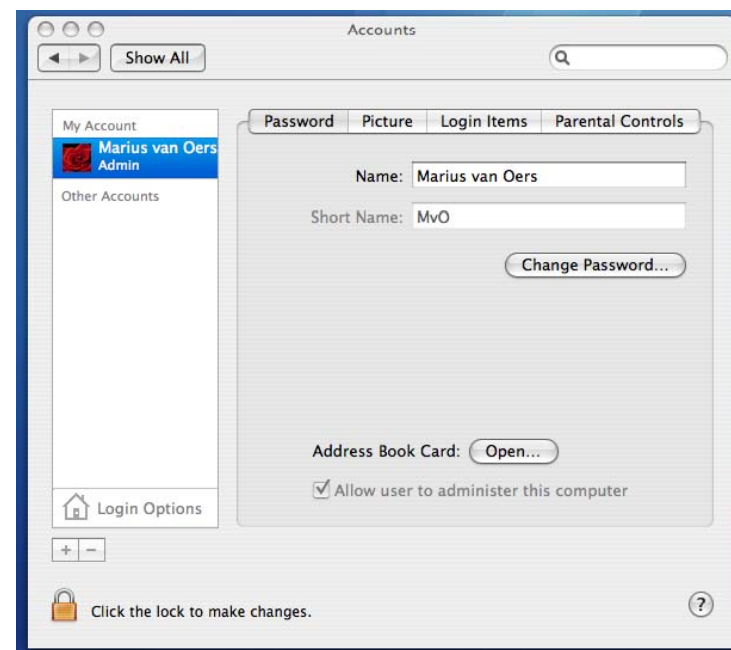 Accounts
Show All
My Account
Marius van Oers
Admin
Other Accounts
Login Options
Password Picture Login Items Parental Controls
Name: Marius van Oers
Short Name: MvO
Change Password...
Address Book Card: Open...
Allow user to administer this computer
+ −
Click the lock to make changes.
?